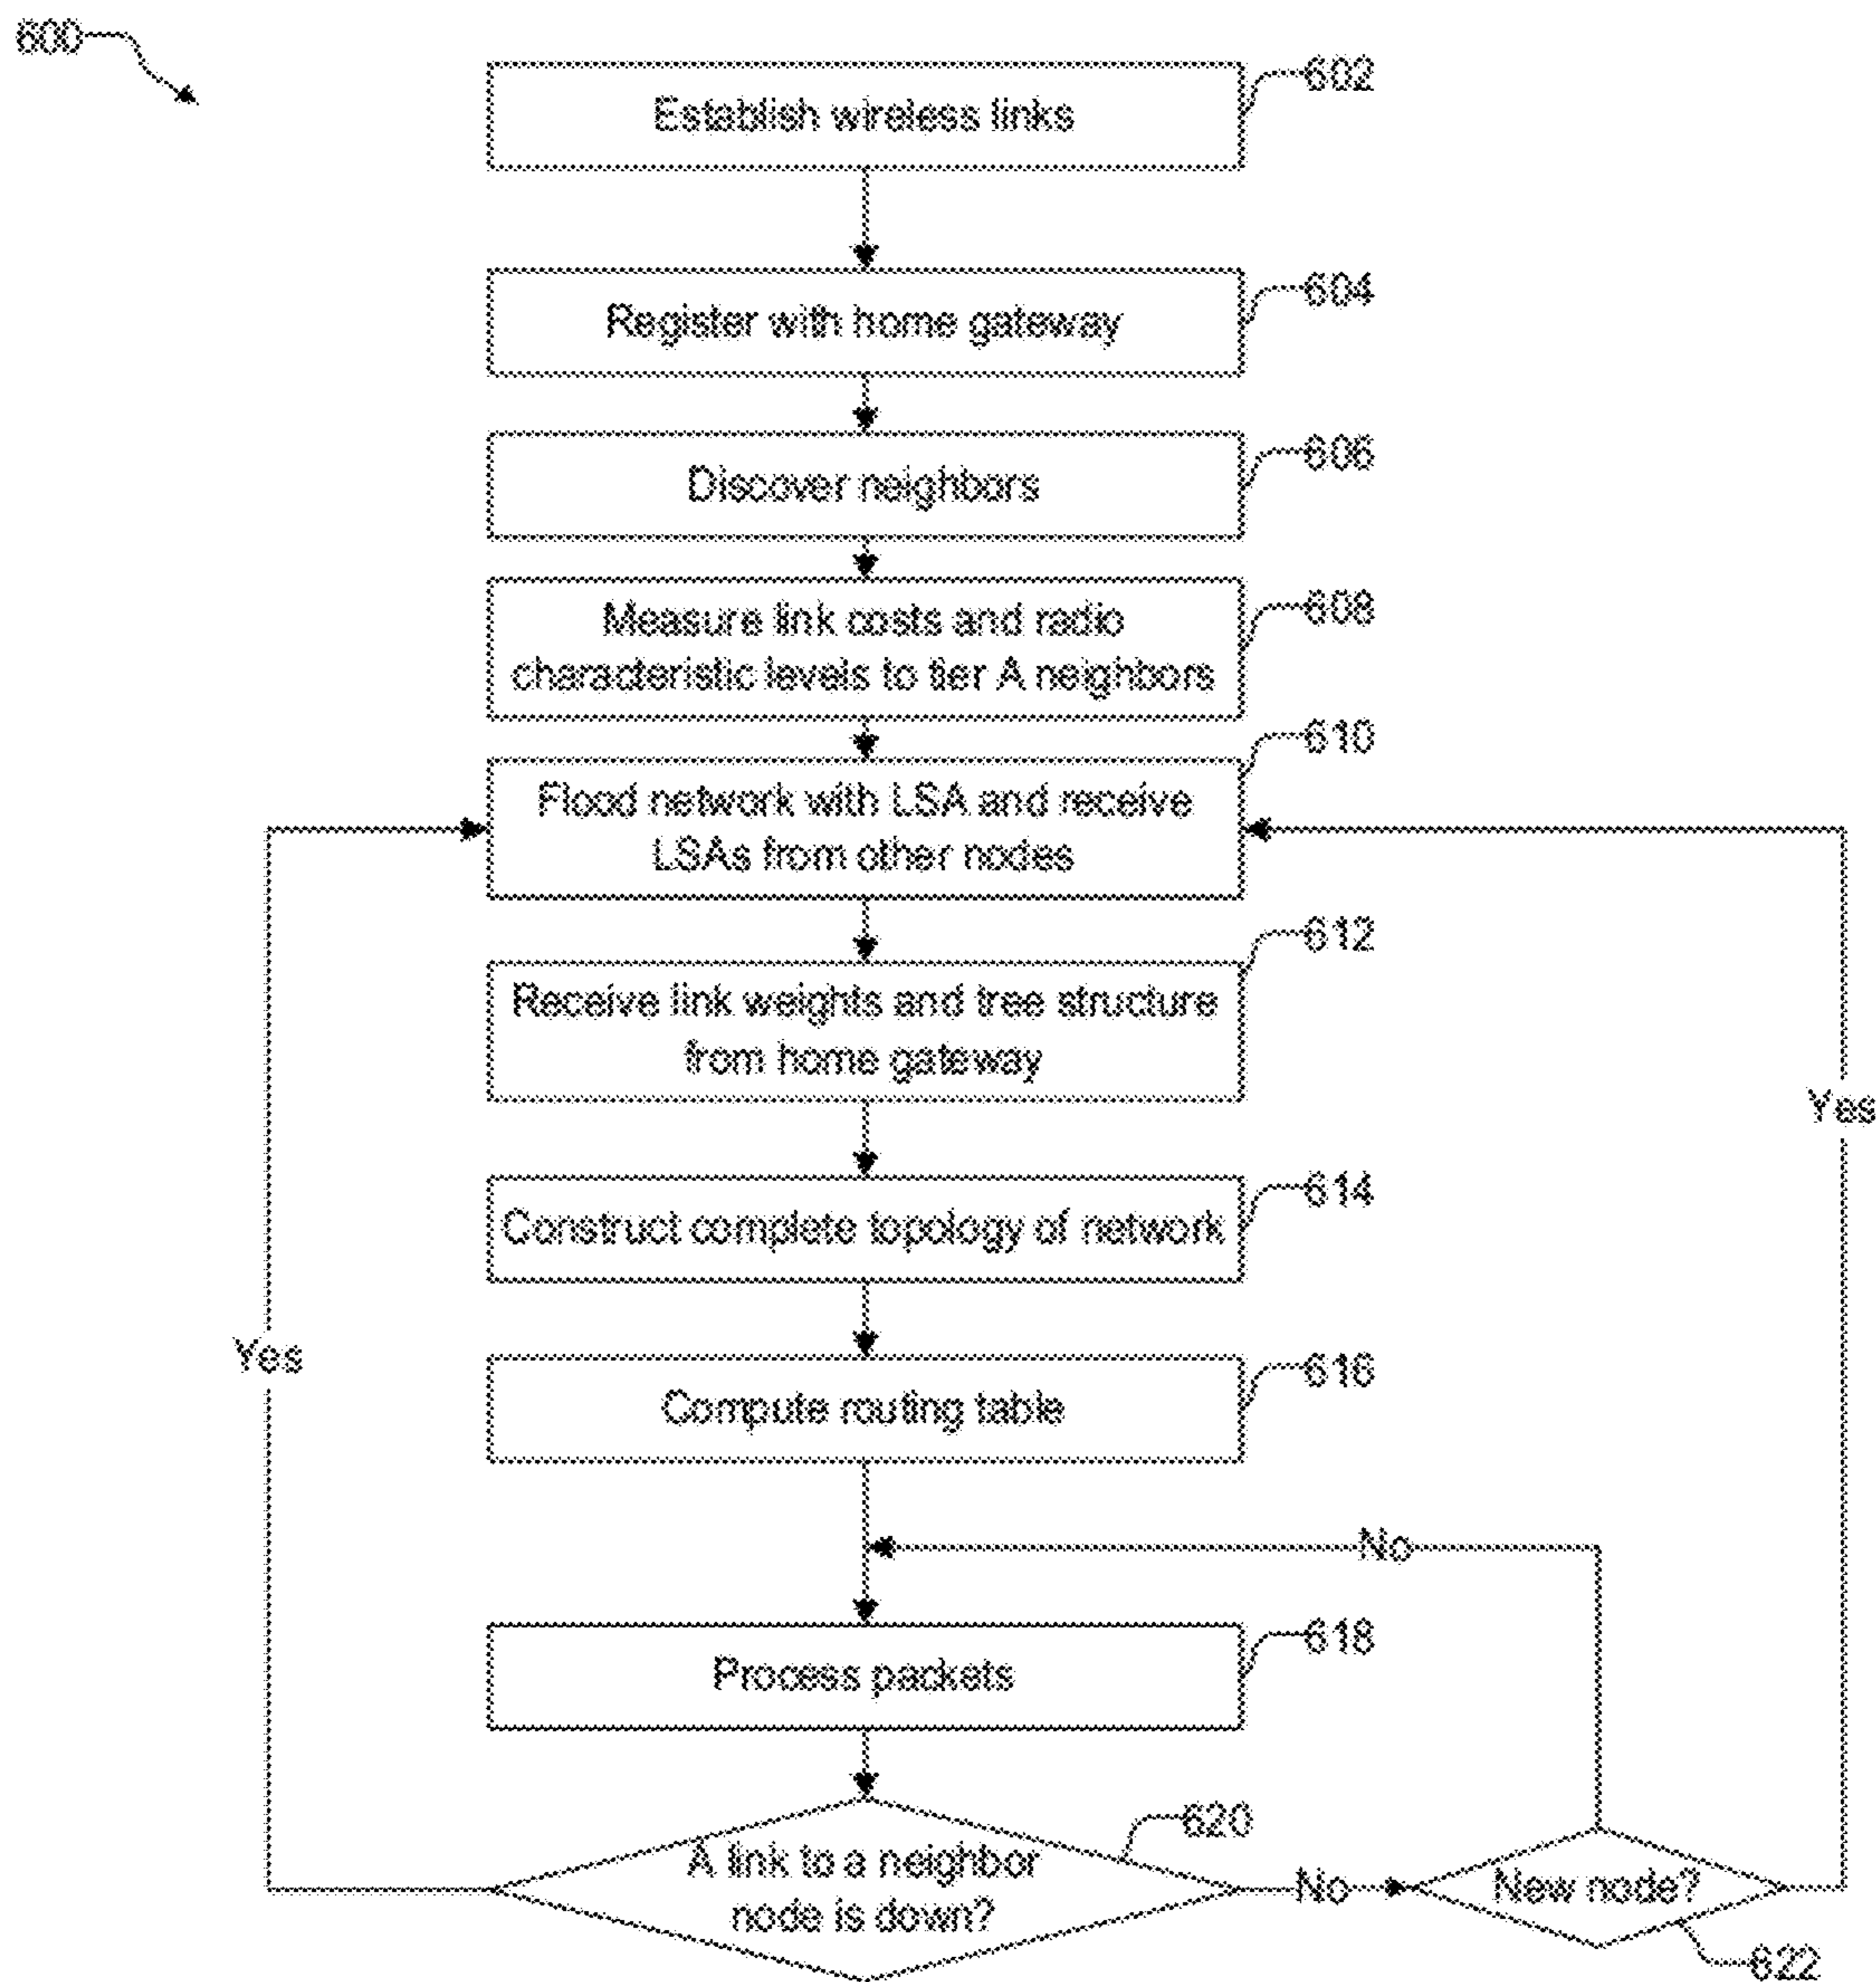 600
Establish wireless links
602
Register with home gateway
604
Discover neighbors
606
Measure link costs and radio
characteristic levels to tier A neighbors
608
Flood network with LSA and receive
LSAs from other nodes
610
Receive link weights and tree structure
from home gateway
612
Construct complete topology of network
614
Compute routing table
616
Process packets
618
A link to a neighbor
node is down?
620
New node?
622
Yes
No
No
Yes